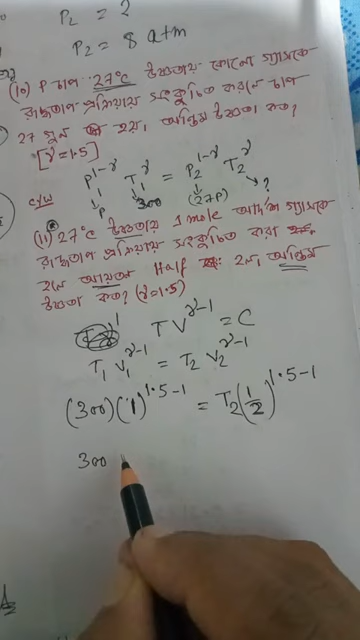 P₂ = 2
P₂ = 8 atm
(10) P চাপ 27°C উষ্ণতায় কোনো গ্যাসকে
রুদ্ধতাপ প্রক্রিয়ায় সংকুচিত করলে চাপ
27 গুন হয়, অন্তিম উষ্ণতা কত?
[γ=1.5]
P₁^1-γ T₁^γ = P₂^1-γ T₂^γ
P 300 (27P) ?
C/W
(11) 27°C উষ্ণতায় 1 mole আদর্শ গ্যাসকে
রুদ্ধতাপ প্রক্রিয়ায় সংকুচিত করা
হলে আয়তন Half হল, অন্তিম
উষ্ণতা কত? (γ=1.5)
T V^γ-1 = C
T₁ V₁^γ-1 = T₂ V₂^γ-1
(300) (1)^1.5-1 = T₂ (1/2)^1.5-1
300